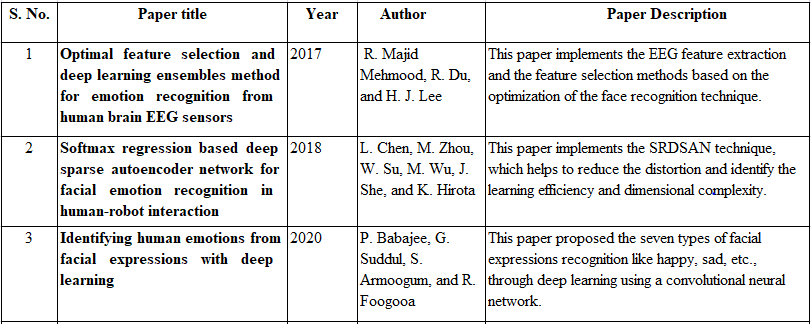 S. No. Paper title Year Author Paper Description
1 Optimal feature selection and deep learning ensembles method for emotion recognition from human brain EEG sensors 2017 R. Majid Mehmood, R. Du, and H. J. Lee This paper implements the EEG feature extraction and the feature selection methods based on the optimization of the face recognition technique.
2 Softmax regression based deep sparse autoencoder network for facial emotion recognition in human-robot interaction 2018 L. Chen, M. Zhou, W. Su, M. Wu, J. She, and K. Hirota This paper implements the SRDSAN technique, which helps to reduce the distortion and identify the learning efficiency and dimensional complexity.
3 Identifying human emotions from facial expressions with deep learning 2020 P. Babajee, G. Suddul, S. Armoogum, and R. Foogooa This paper proposed the seven types of facial expressions recognition like happy, sad, etc., through deep learning using a convolutional neural network.